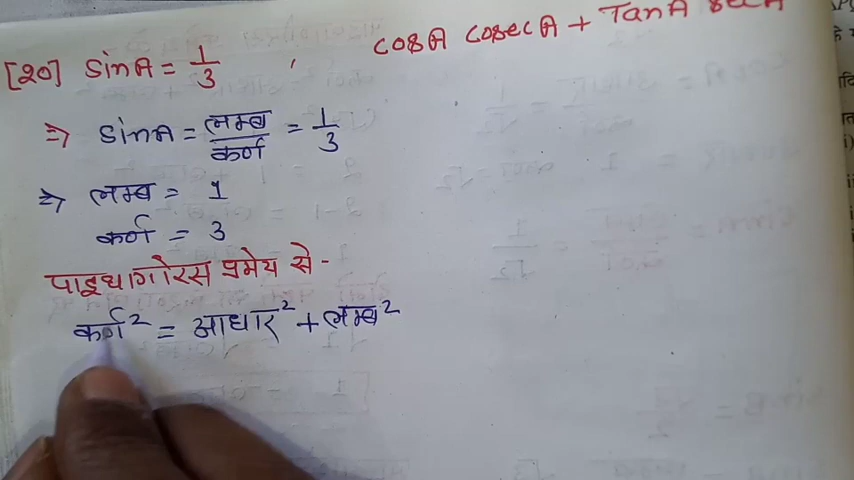 [20] sinA = 1/3 , cosA cosecA + TanA secA
⇒ sinA = लम्ब/कर्ण = 1/3
⇒ लम्ब = 1
कर्ण = 3
पाइथागोरस प्रमेय से -
कर्ण² = आधार² + लम्ब²